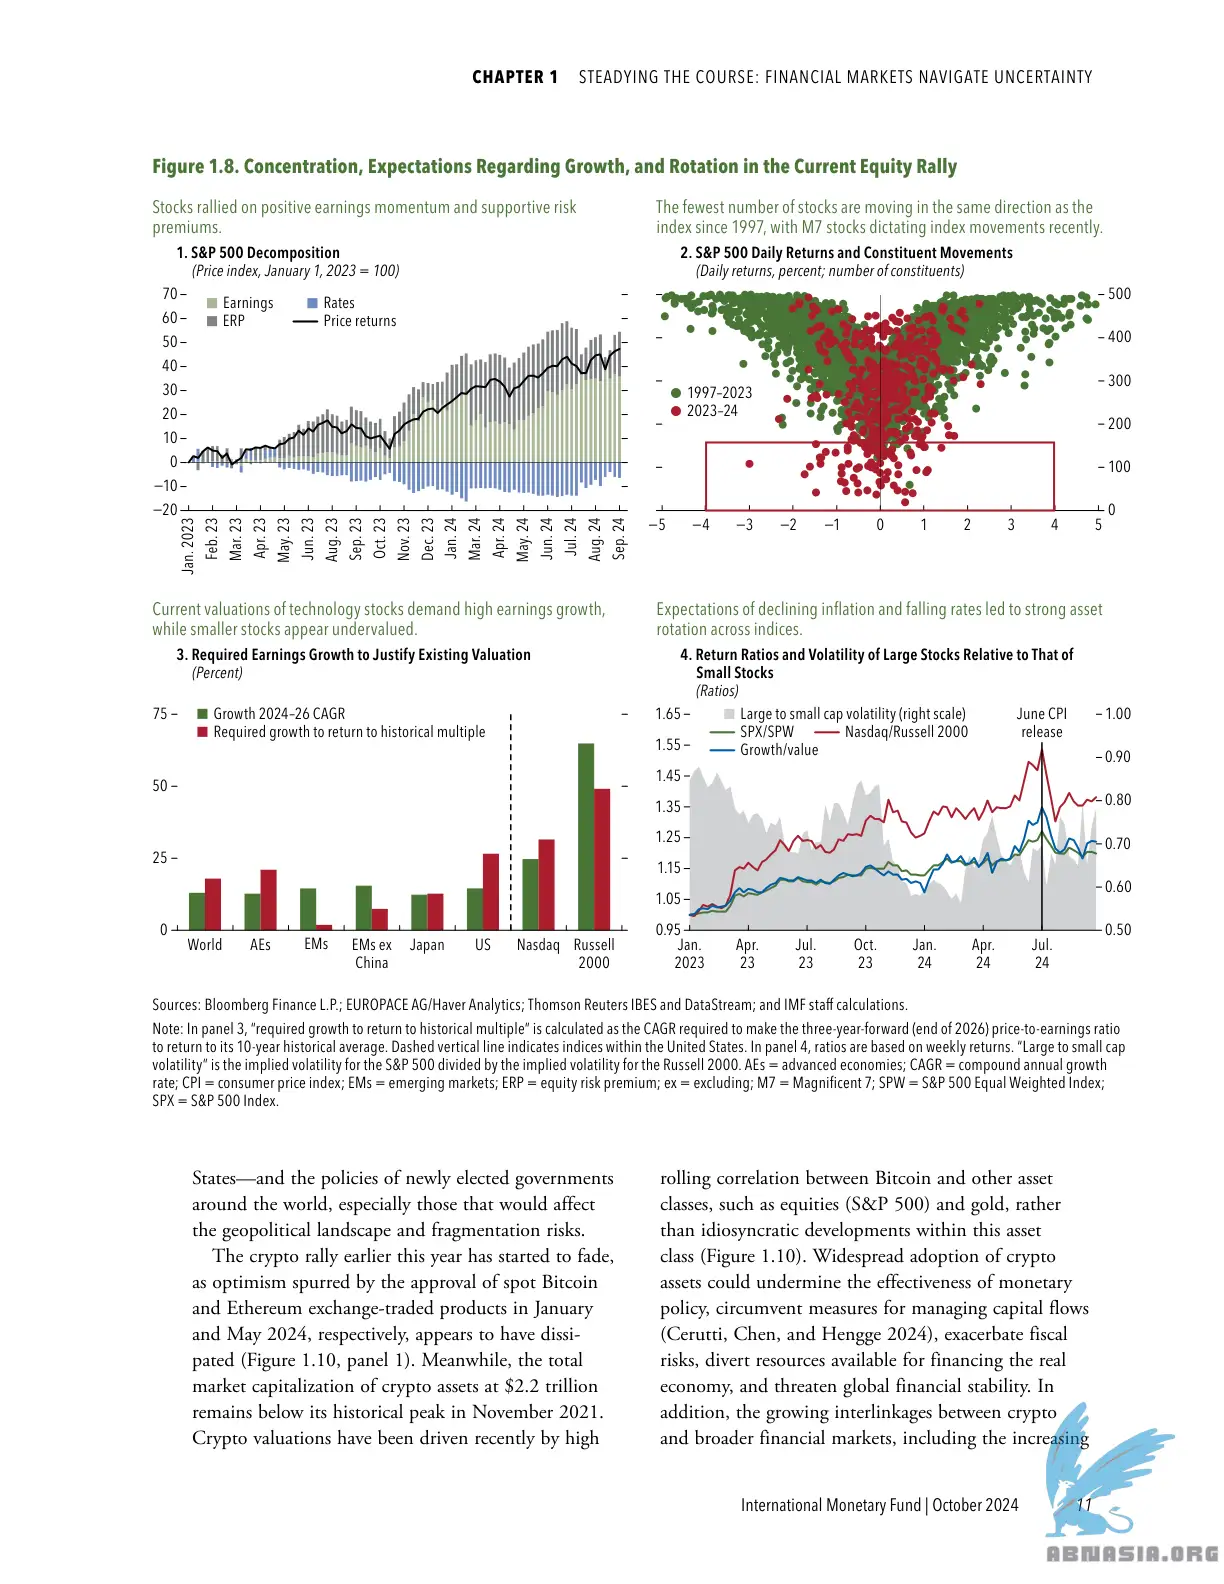 CHAPTER 1 STEADYING THE COURSE: FINANCIAL MARKETS NAVIGATE UNCERTAINTY
Figure 1.8. Concentration, Expectations Regarding Growth, and Rotation in the Current Equity Rally
Stocks rallied on positive earnings momentum and supportive risk
premiums.
1. S&P 500 Decomposition
(Price index, January 1, 2023 = 100)
70
60
50
40
30
20
10
0
−10
−20
Earnings
Rates
ERP
Price returns
Jan. 2023
Feb. 23
Mar. 23
Apr. 23
May. 23
Jun. 23
Aug. 23
Sep. 23
Oct. 23
Nov. 23
Dec. 23
Jan. 24
Mar. 24
Apr. 24
May. 24
Jun. 24
Jul. 24
Aug. 24
Sep. 24
The fewest number of stocks are moving in the same direction as the
index since 1997, with M7 stocks dictating index movements recently.
2. S&P 500 Daily Returns and Constituent Movements
(Daily returns, percent; number of constituents)
500
400
300
200
100
0
1997–2023
2023–24
−5 −4 −3 −2 −1 0 1 2 3 4 5
Current valuations of technology stocks demand high earnings growth,
while smaller stocks appear undervalued.
3. Required Earnings Growth to Justify Existing Valuation
(Percent)
75
50
25
0
Growth 2024–26 CAGR
Required growth to return to historical multiple
World AEs EMs EMs ex Japan US Nasdaq Russell
China 2000
Expectations of declining inflation and falling rates led to strong asset
rotation across indices.
4. Return Ratios and Volatility of Large Stocks Relative to That of
Small Stocks
(Ratios)
1.65
1.55
1.45
1.35
1.25
1.15
1.05
0.95
Large to small cap volatility (right scale)
SPX/SPW
Nasdaq/Russell 2000
Growth/value
June CPI
release
1.00
0.90
0.80
0.70
0.60
0.50
Jan. Apr. Jul. Oct. Jan. Apr. Jul.
2023 23 23 23 24 24 24
Sources: Bloomberg Finance L.P.; EUROPACE AG/Haver Analytics; Thomson Reuters IBES and DataStream; and IMF staff calculations.
Note: In panel 3, “required growth to return to historical multiple” is calculated as the CAGR required to make the three-year-forward (end of 2026) price-to-earnings ratio
to return to its 10-year historical average. Dashed vertical line indicates indices within the United States. In panel 4, ratios are based on weekly returns. “Large to small cap
volatility” is the implied volatility for the S&P 500 divided by the implied volatility for the Russell 2000. AEs = advanced economies; CAGR = compound annual growth
rate; CPI = consumer price index; EMs = emerging markets; ERP = equity risk premium; ex = excluding; M7 = Magnificent 7; SPW = S&P 500 Equal Weighted Index;
SPX = S&P 500 Index.
States—and the policies of newly elected governments
around the world, especially those that would affect
the geopolitical landscape and fragmentation risks.
The crypto rally earlier this year has started to fade,
as optimism spurred by the approval of spot Bitcoin
and Ethereum exchange-traded products in January
and May 2024, respectively, appears to have dissi-
pated (Figure 1.10, panel 1). Meanwhile, the total
market capitalization of crypto assets at $2.2 trillion
remains below its historical peak in November 2021.
Crypto valuations have been driven recently by high
rolling correlation between Bitcoin and other asset
classes, such as equities (S&P 500) and gold, rather
than idiosyncratic developments within this asset
class (Figure 1.10). Widespread adoption of crypto
assets could undermine the effectiveness of monetary
policy, circumvent measures for managing capital flows
(Cerutti, Chen, and Hengge 2024), exacerbate fiscal
risks, divert resources available for financing the real
economy, and threaten global financial stability. In
addition, the growing interlinkages between crypto
and broader financial markets, including the increasing
International Monetary Fund | October 2024 11
ABNASIA.ORG